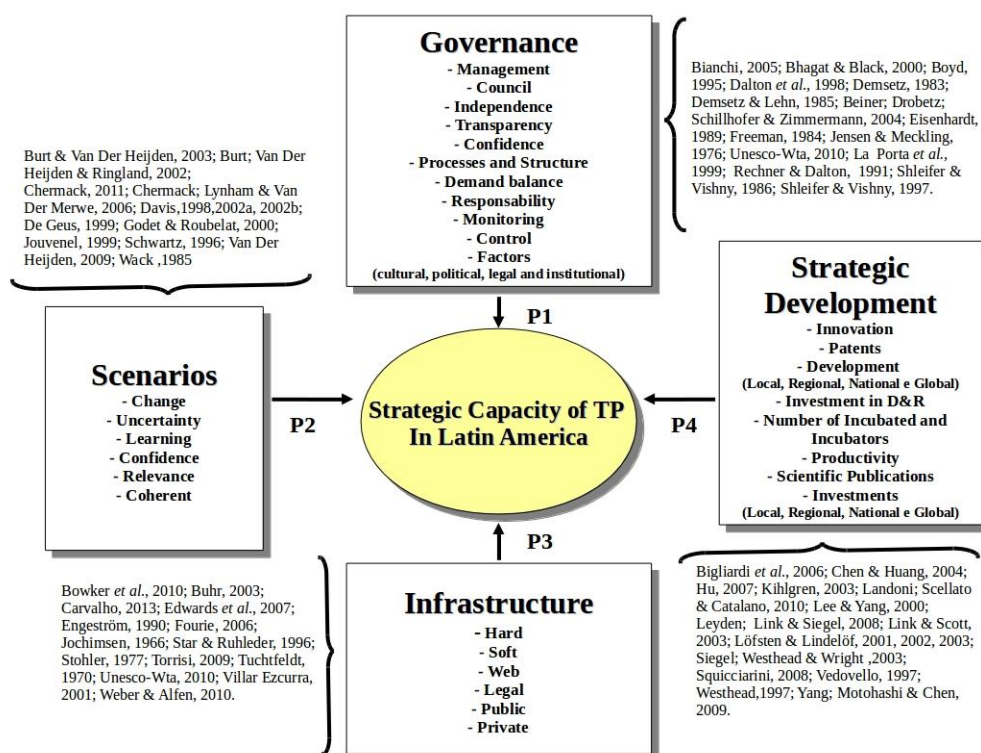 Governance
- Management
- Council
- Independence
- Transparency
- Confidence
- Processes and Structure
- Demand balance
- Responsability
- Monitoring
- Control
- Factors
(cultural, political, legal and institutional)
Bianchi, 2005; Bhagat & Black, 2000; Boyd,
1995; Dalton et al., 1998; Demsetz, 1983;
Demsetz & Lehn, 1985; Beiner; Drobetz;
Schillhofer & Zimmermann, 2004; Eisenhardt,
1989; Freeman, 1984; Jensen & Meckling,
1976; Unesco-Wta, 2010; La Porta et al.,
1999; Rechner & Dalton, 1991; Shleifer &
Vishny, 1986; Shleifer & Vishny, 1997.
Burt & Van Der Heijden, 2003; Burt; Van Der
Heijden & Ringland, 2002;
Chermack, 2011; Chermack; Lynham & Van
Der Merwe, 2006; Davis,1998,2002a, 2002b;
De Geus, 1999; Godet & Roubelat, 2000;
Jouvenel, 1999; Schwartz, 1996; Van Der
Heijden, 2009; Wack ,1985
Scenarios
- Change
- Uncertainty
- Learning
- Confidence
- Relevance
- Coherent
P1
P2
Strategic Capacity of TP
In Latin America
P4
P3
Strategic
Development
- Innovation
- Patents
- Development
(Local, Regional, National e Global)
- Investment in D&R
- Number of Incubated and
Incubators
- Productivity
- Scientific Publications
- Investments
(Local, Regional, National e Global)
Bowker et al., 2010; Buhr, 2003;
Carvalho, 2013; Edwards et al., 2007;
Engeström, 1990; Fourie, 2006;
Jochimsen, 1966; Star & Ruhleder, 1996;
Stohler, 1977; Torrisi, 2009; Tuchtfeldt,
1970; Unesco-Wta, 2010; Villar Ezcurra,
2001; Weber & Alfen, 2010.
Infrastructure
- Hard
- Soft
- Web
- Legal
- Public
- Private
Bigliardi et al., 2006; Chen & Huang, 2004;
Hu, 2007; Kihlgren, 2003; Landoni;
Scellato & Catalano, 2010; Lee & Yang, 2000;
Leyden; Link & Siegel, 2008; Link & Scott,
2003; Löfsten & Lindelöf, 2001, 2002, 2003;
Siegel; Westhead & Wright ,2003;
Squicciarini, 2008; Vedovello, 1997;
Westhead,1997; Yang; Motohashi & Chen,
2009.